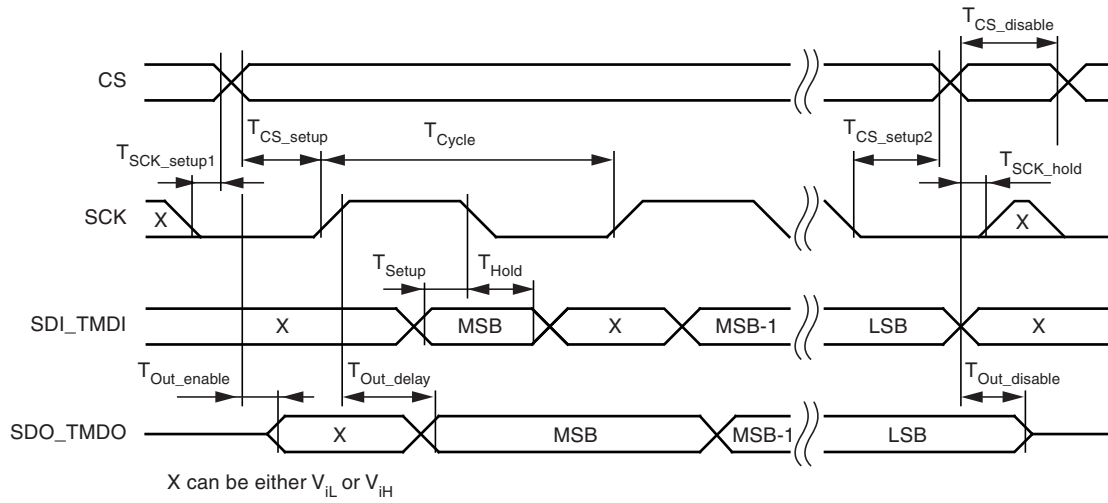 T_CS_disable
CS
T_CS_setup
T_Cycle
T_CS_setup2
T_SCK_setup1
T_SCK_hold
SCK
X
X
T_Setup
T_Hold
SDI_TMDI
X
MSB
X
MSB-1
LSB
X
T_Out_enable
T_Out_delay
T_Out_disable
SDO_TMDO
X
MSB
MSB-1
LSB
X can be either V_iL or V_iH